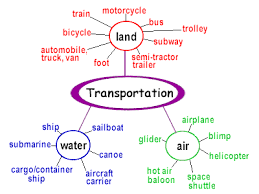 motorcycle
train
bus
trolley
bicycle
land
subway
automobile,
truck, van
foot
semi-tractor
trailer
Transportation
ship
sailboat
submarine
water
canoe
cargo/container
ship
aircraft
carrier
airplane
glider
blimp
air
helicopter
hot air
baloon
space
shuttle